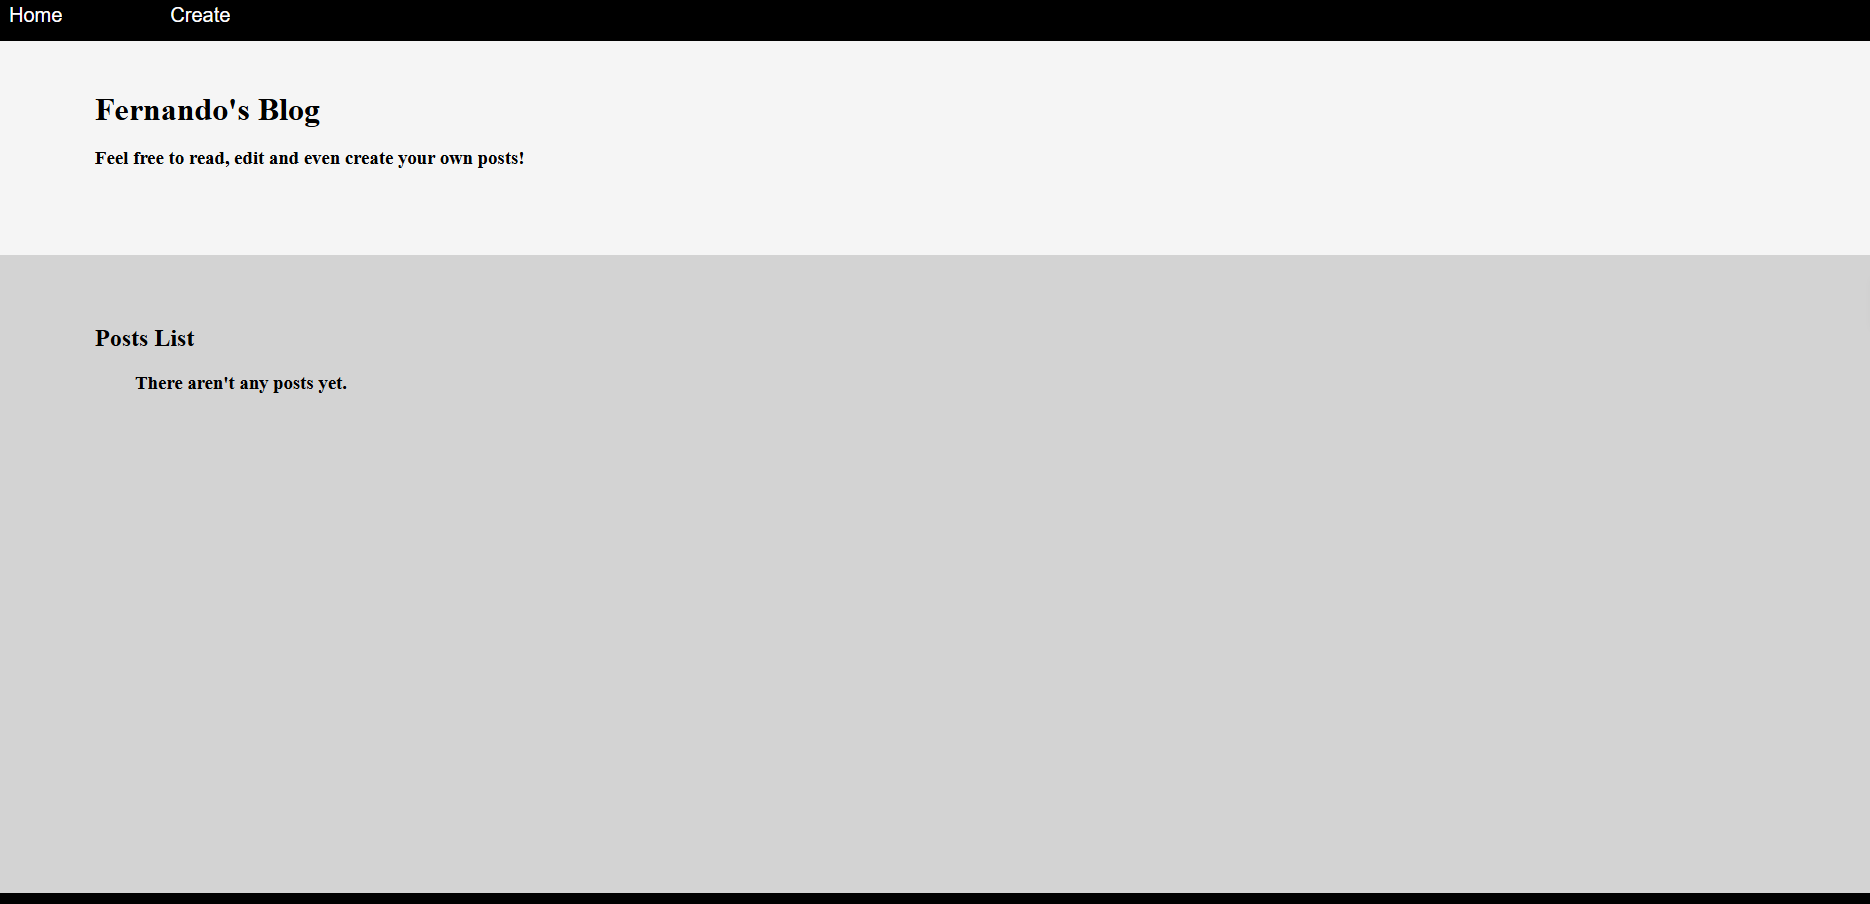 Home Create
Fernando's Blog
Feel free to read, edit and even create your own posts!
Posts List
There aren't any posts yet.